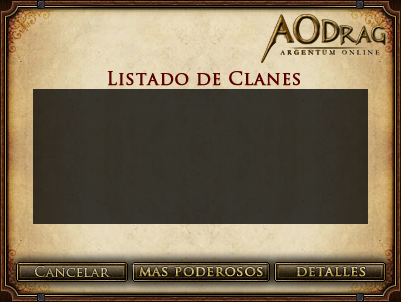 AODrag
ARGENTUM ONLINE
LISTADO DE CLANES
CANCELAR
MAS PODEROSOS
DETALLES